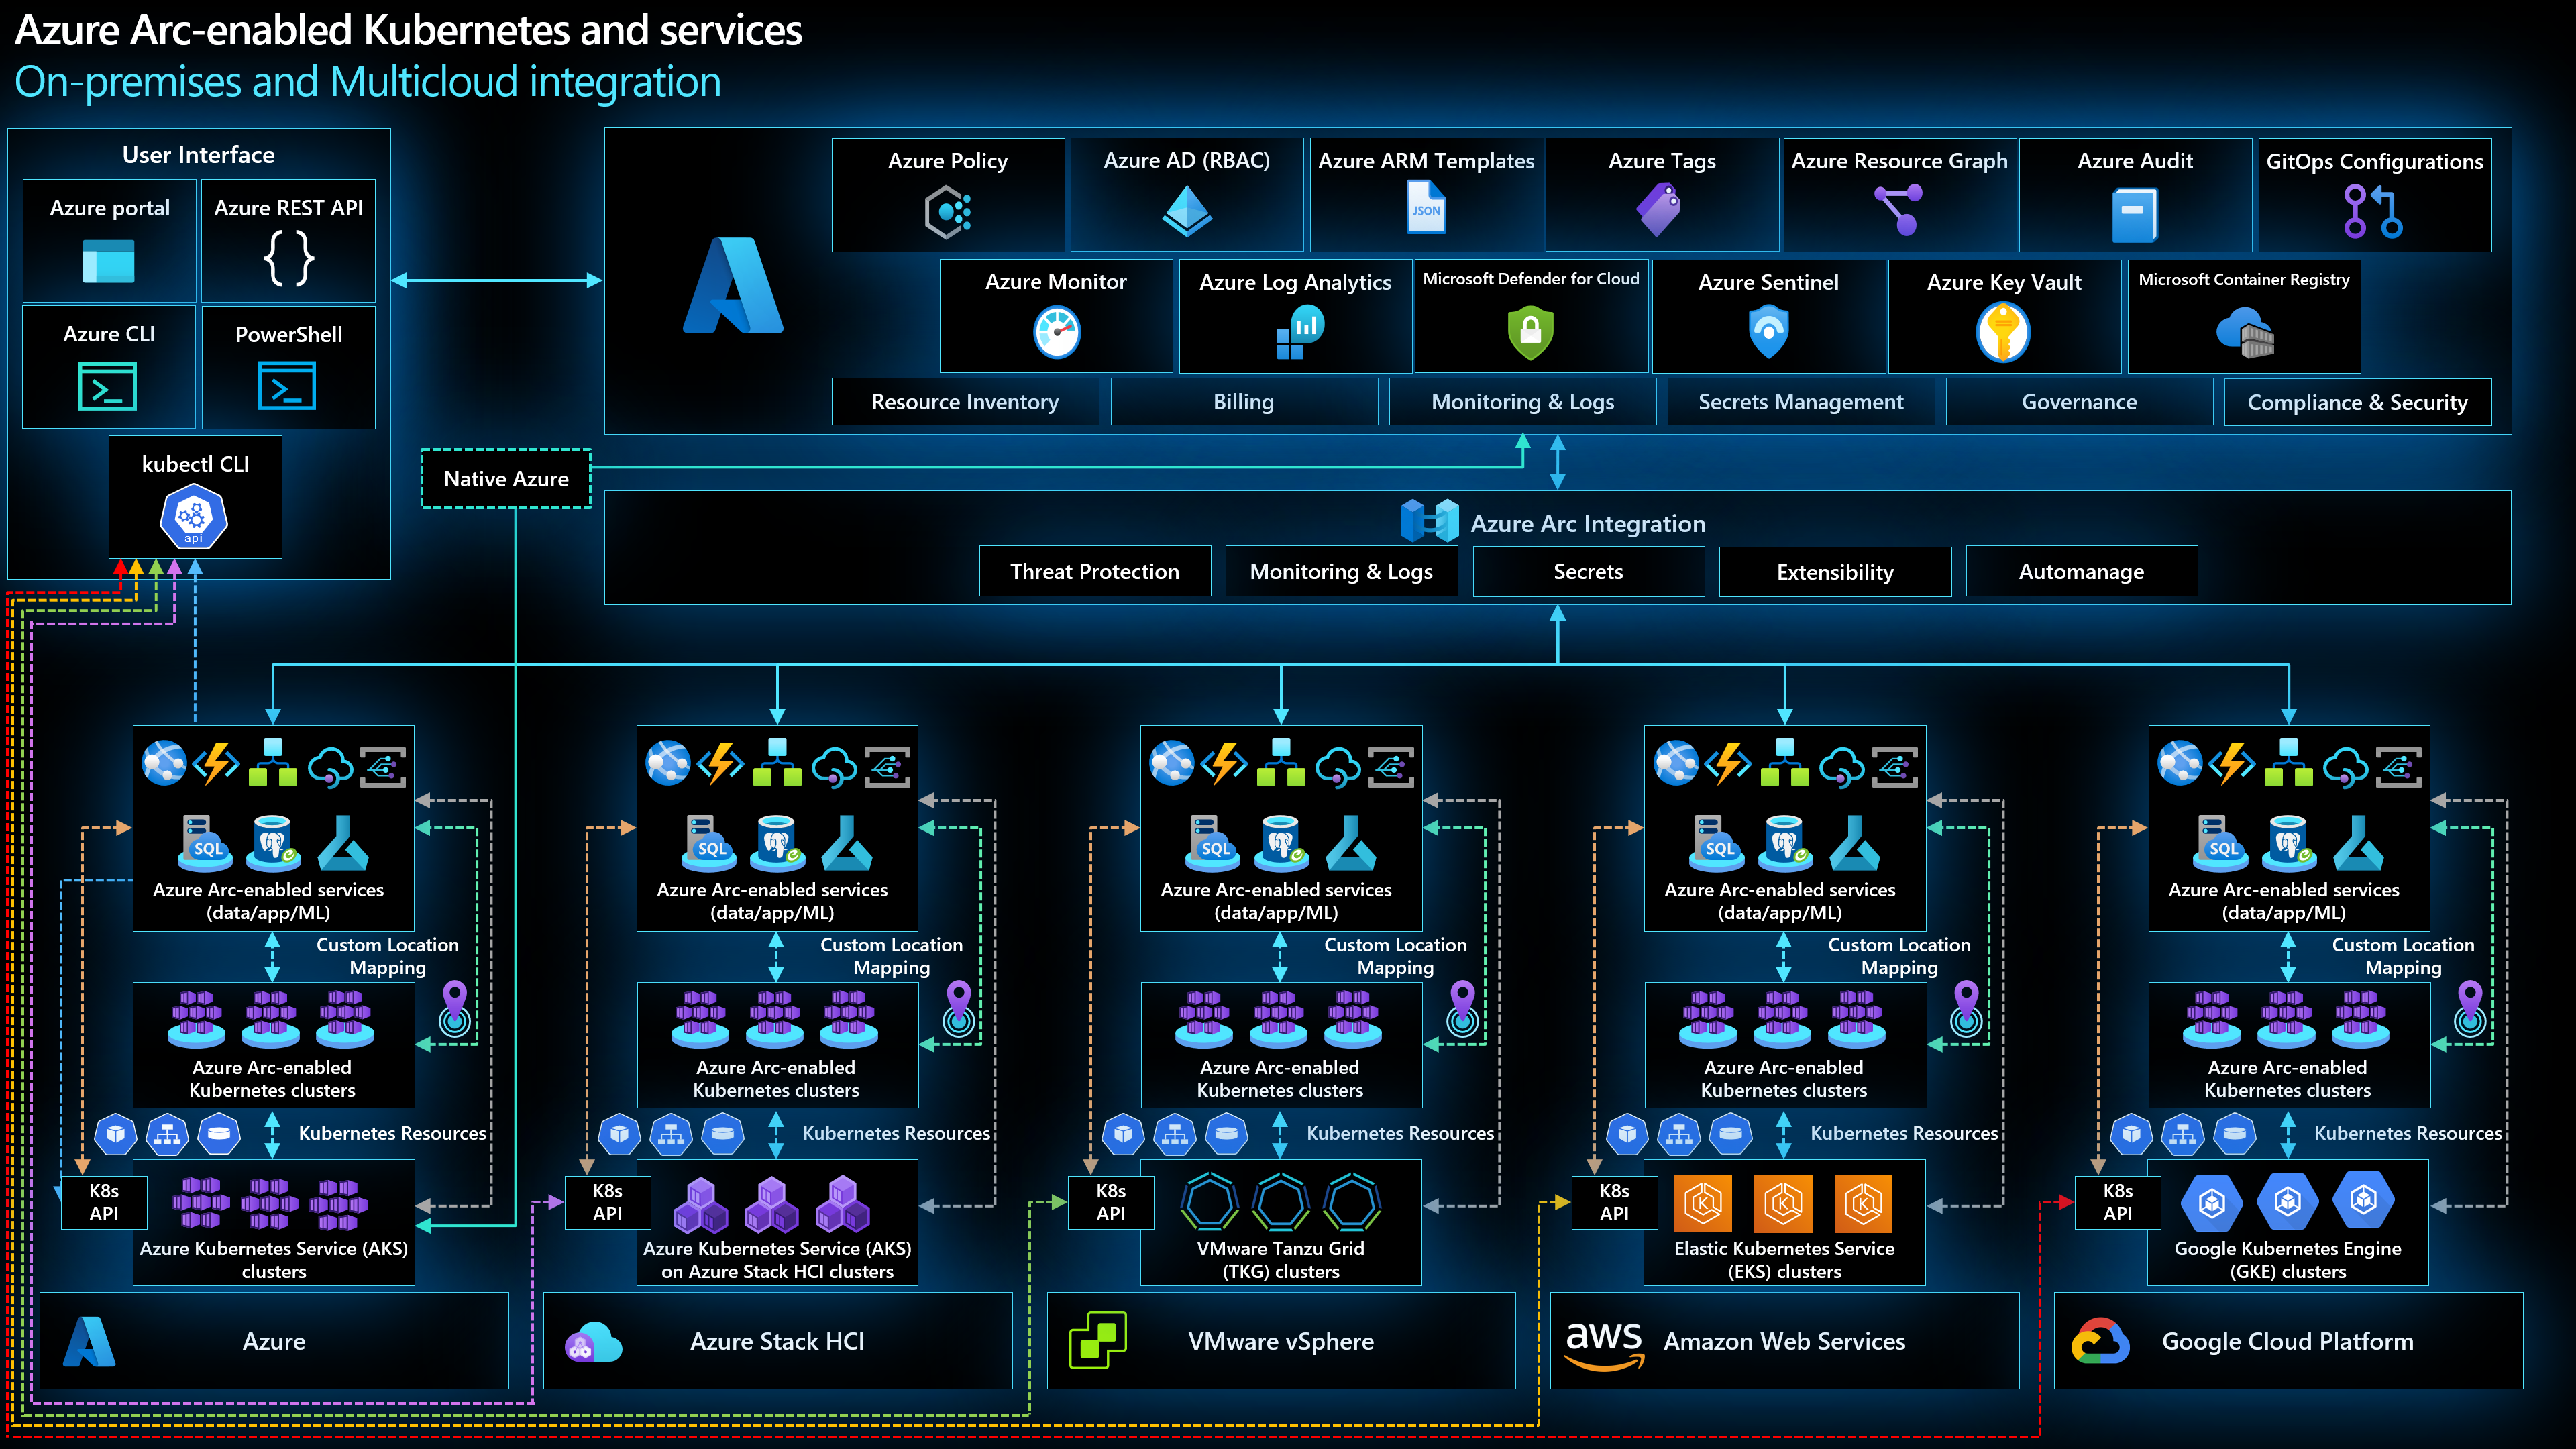 Azure Arc-enabled Kubernetes and services
On-premises and Multicloud integration
User Interface
Azure portal
Azure REST API
Azure CLI
PowerShell
kubectl CLI
api
Azure Policy
Azure AD (RBAC)
Azure ARM Templates
JSON
Azure Tags
Azure Resource Graph
Azure Audit
GitOps Configurations
Azure Monitor
Azure Log Analytics
Microsoft Defender for Cloud
Azure Sentinel
Azure Key Vault
Microsoft Container Registry
Resource Inventory
Billing
Monitoring & Logs
Secrets Management
Governance
Compliance & Security
Native Azure
Azure Arc Integration
Threat Protection
Monitoring & Logs
Secrets
Extensibility
Automanage
SQL
Azure Arc-enabled services
(data/app/ML)
Custom Location
Mapping
Azure Arc-enabled
Kubernetes clusters
Kubernetes Resources
K8s
API
Azure Kubernetes Service (AKS)
clusters
Azure
SQL
Azure Arc-enabled services
(data/app/ML)
Custom Location
Mapping
Azure Arc-enabled
Kubernetes clusters
Kubernetes Resources
K8s
API
Azure Kubernetes Service (AKS)
on Azure Stack HCI clusters
Azure Stack HCI
SQL
Azure Arc-enabled services
(data/app/ML)
Custom Location
Mapping
Azure Arc-enabled
Kubernetes clusters
Kubernetes Resources
K8s
API
VMware Tanzu Grid
(TKG) clusters
VMware vSphere
SQL
Azure Arc-enabled services
(data/app/ML)
Custom Location
Mapping
Azure Arc-enabled
Kubernetes clusters
Kubernetes Resources
K8s
API
K
K
K
Elastic Kubernetes Service
(EKS) clusters
aws
Amazon Web Services
SQL
Azure Arc-enabled services
(data/app/ML)
Custom Location
Mapping
Azure Arc-enabled
Kubernetes clusters
Kubernetes Resources
K8s
API
Google Kubernetes Engine
(GKE) clusters
Google Cloud Platform